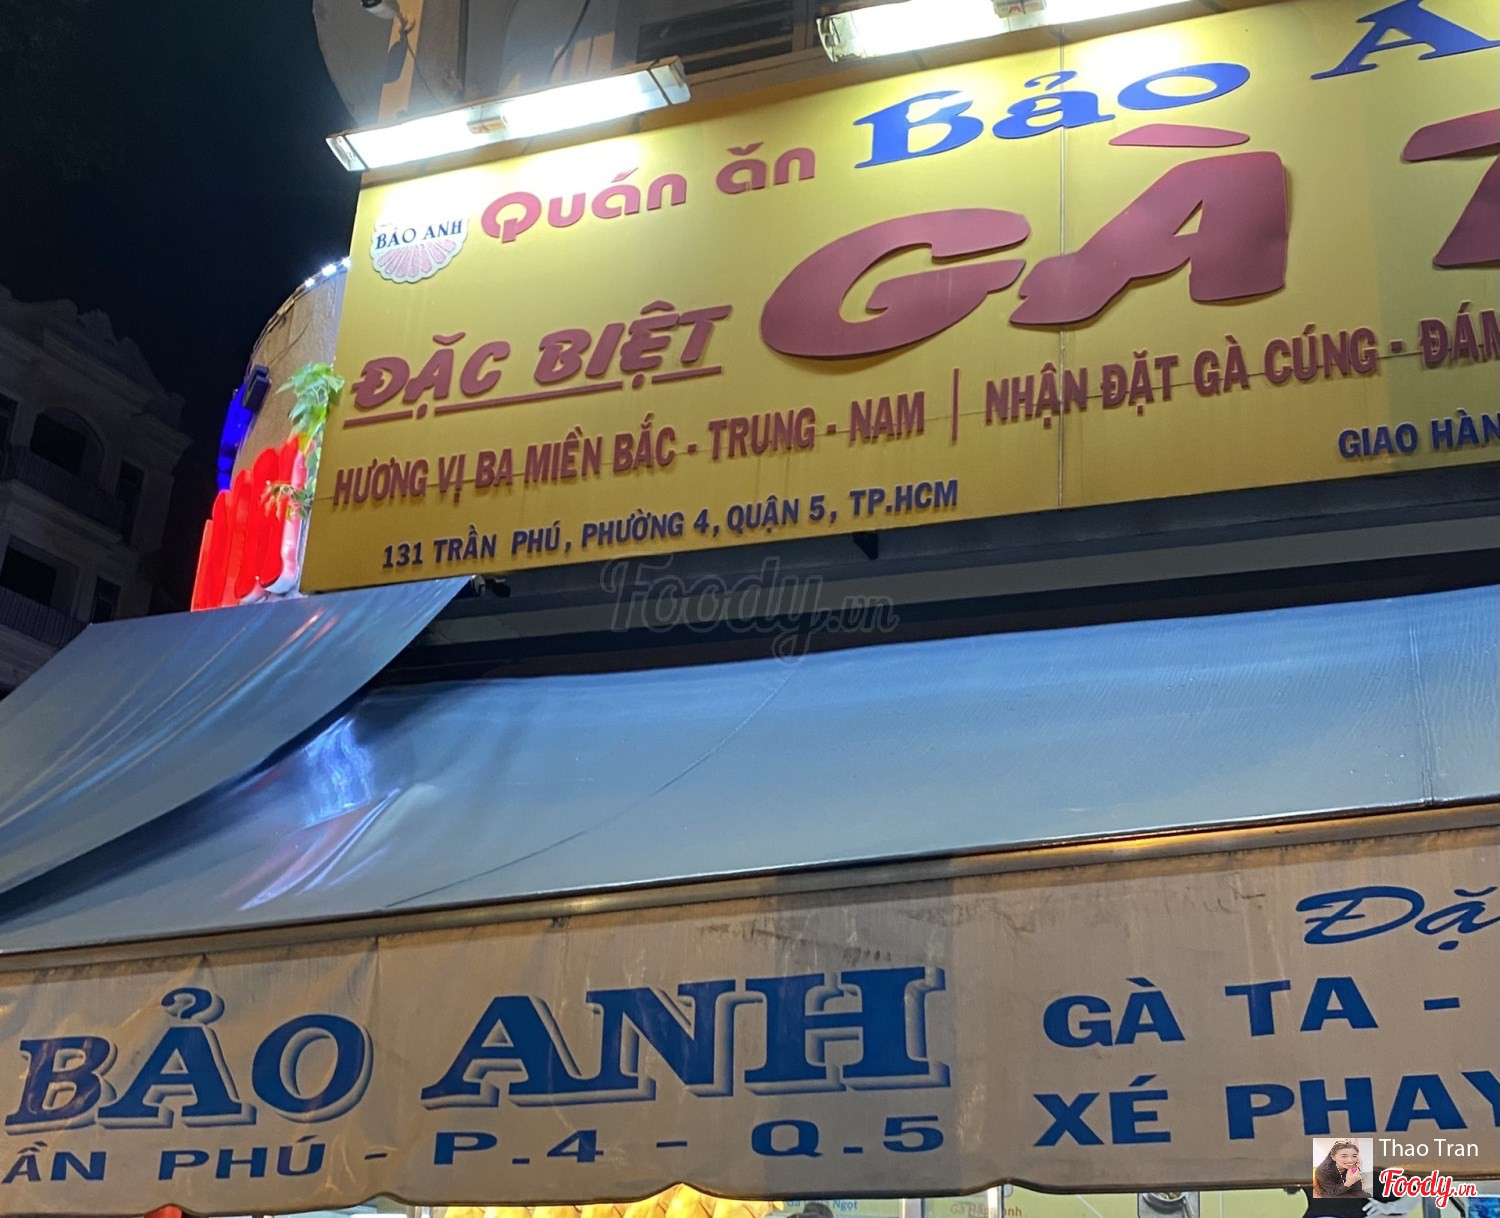 Quán ăn Bảo A
BẢO ANH
ĐẶC BIỆT GÀ T
HƯƠNG VỊ BA MIỀN BẮC - TRUNG - NAM | NHẬN ĐẶT GÀ CÚNG - ĐÁM
GIAO HÀN
131 TRẦN PHÚ, PHƯỜNG 4, QUẬN 5, TP.HCM
Foody.vn
Đặ
BẢO ANH
GÀ TA -
XÉ PHAY
ẦN PHÚ - P.4 - Q.5
Thao Tran
Foody.vn